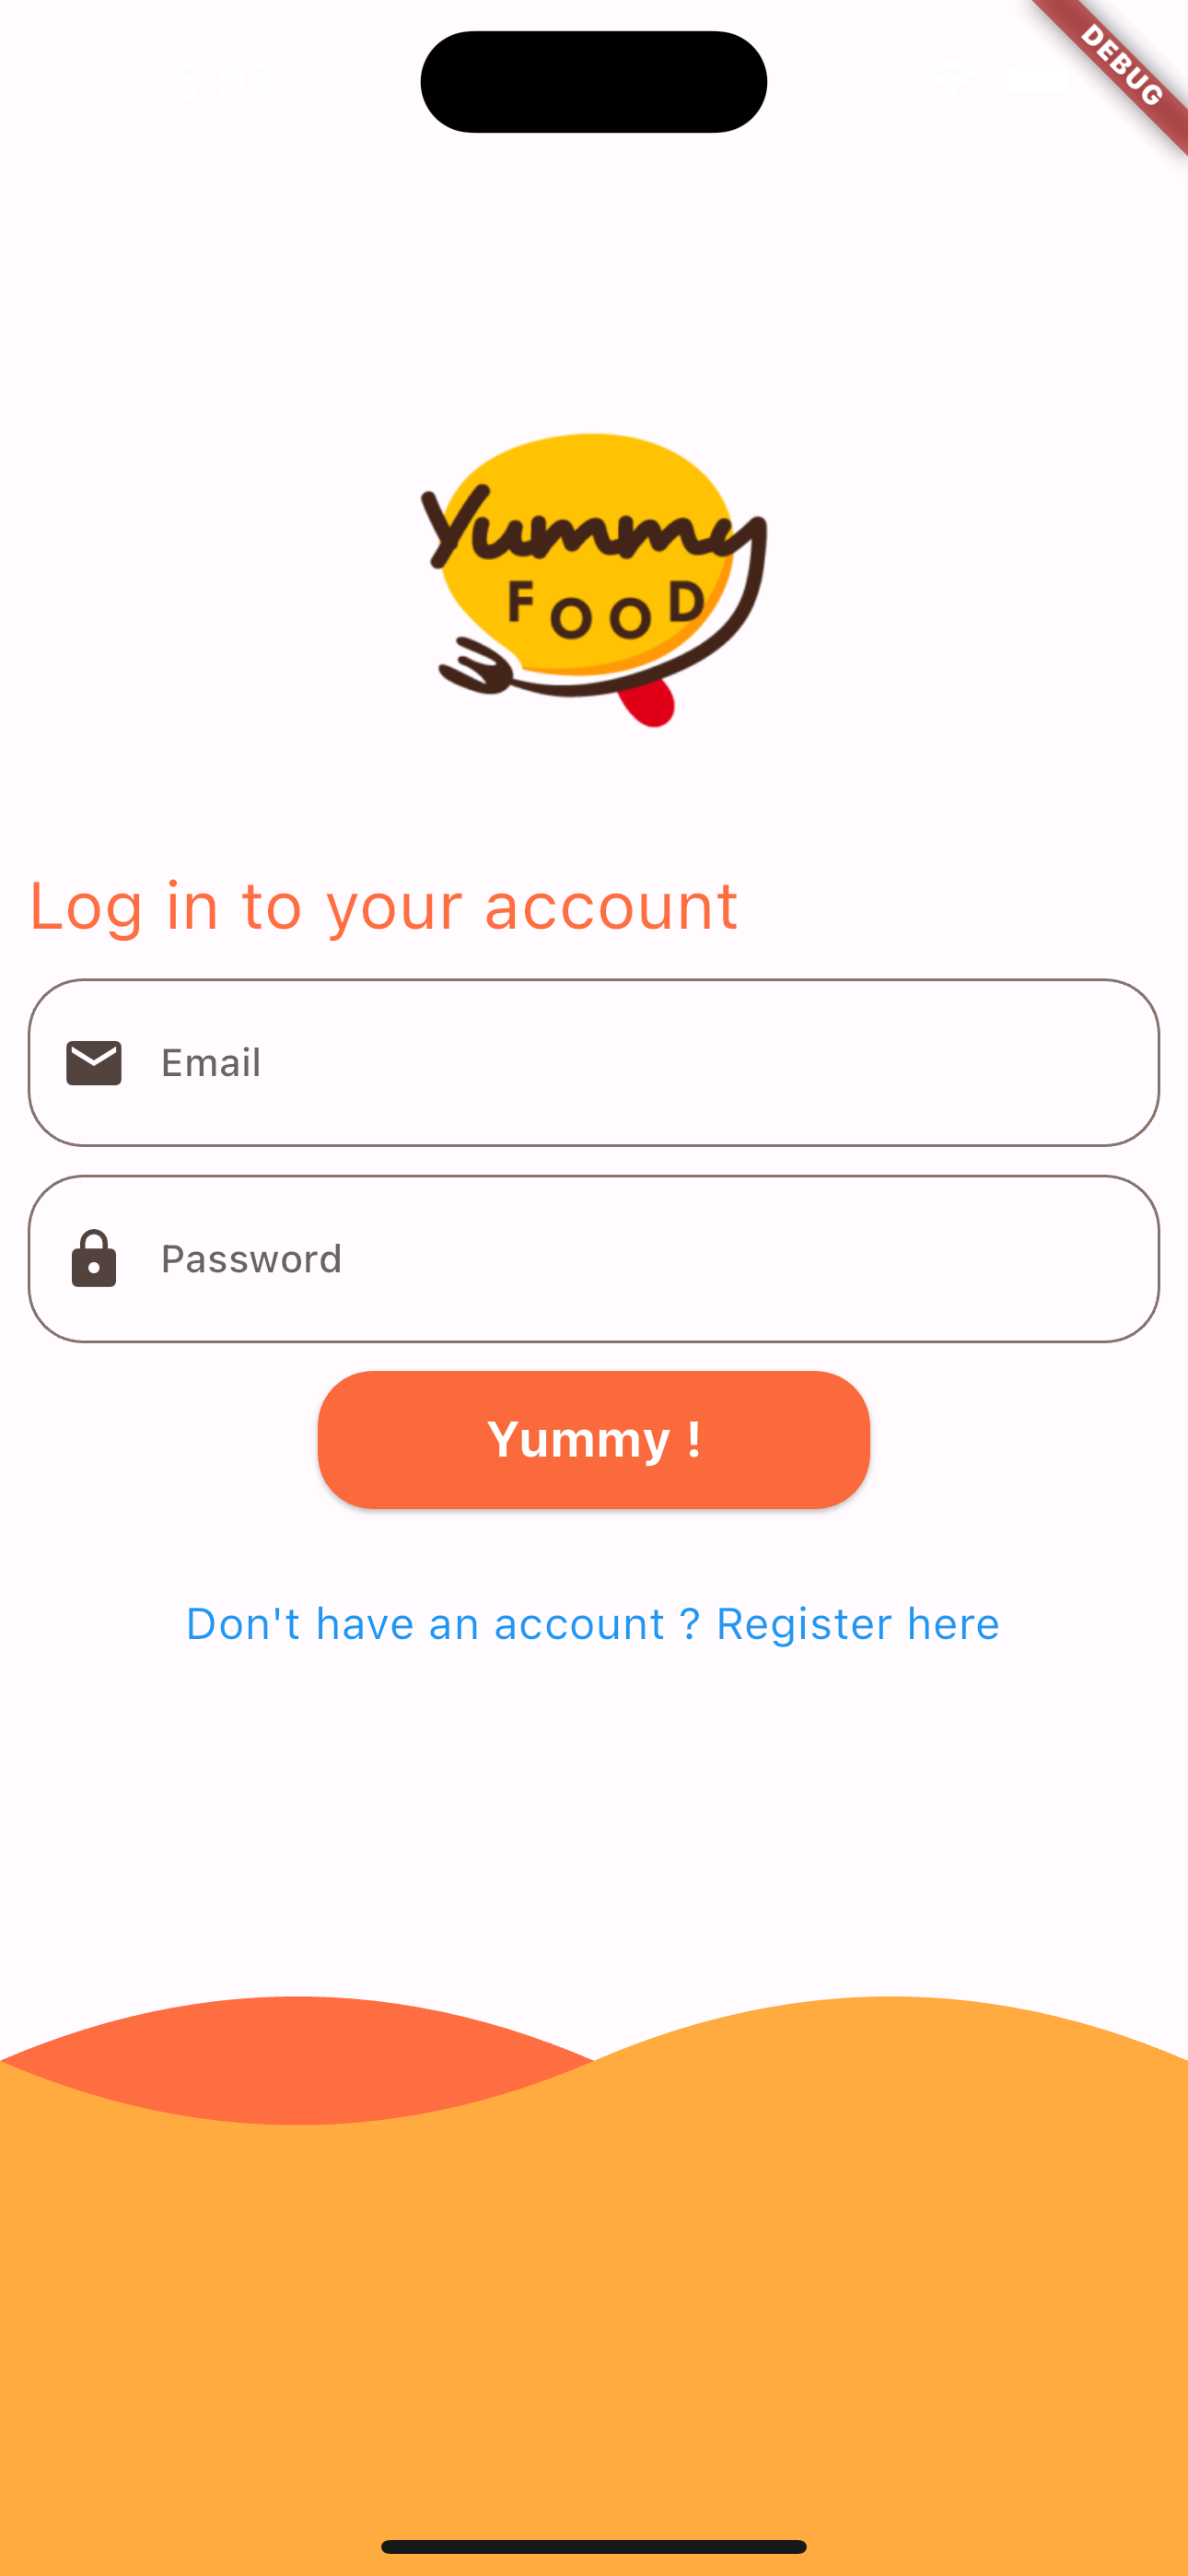 DEBUG
Yummy
FOOD
Log in to your account
Email
Password
Yummy !
Don't have an account ? Register here